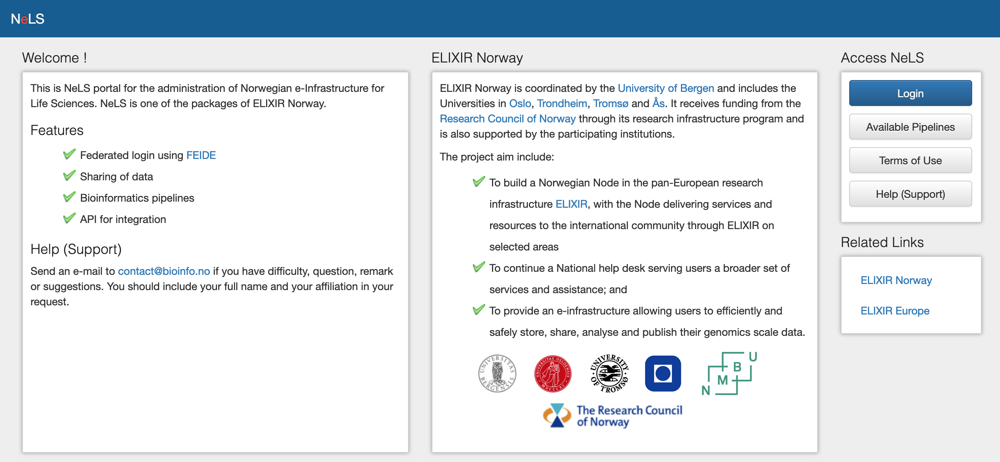 NeLS
Welcome !
This is NeLS portal for the administration of Norwegian e-Infrastructure for
Life Sciences. NeLS is one of the packages of ELIXIR Norway.
Features
Federated login using FEIDE
Sharing of data
Bioinformatics pipelines
API for integration
Help (Support)
Send an e-mail to contact@bioinfo.no if you have difficulty, question, remark
or suggestions. You should include your full name and your affiliation in your
request.
ELIXIR Norway
ELIXIR Norway is coordinated by the University of Bergen and includes the
Universities in Oslo, Trondheim, Tromsø and Ås. It receives funding from the
Research Council of Norway through its research infrastructure program and
is also supported by the participating institutions.
The project aim include:
To build a Norwegian Node in the pan-European research
infrastructure ELIXIR, with the Node delivering services and
resources to the international community through ELIXIR on
selected areas
To continue a National help desk serving users a broader set of
services and assistance; and
To provide an e-infrastructure allowing users to efficiently and
safely store, share, analyse and publish their genomics scale data.
UNIVERSITAS BERGENSIS
UNIVERSITAS OSLOENSIS MDCCCXI
UNIVERSITY OF TROMSØ
N M B U
The Research Council
of Norway
Access NeLS
Login
Available Pipelines
Terms of Use
Help (Support)
Related Links
ELIXIR Norway
ELIXIR Europe